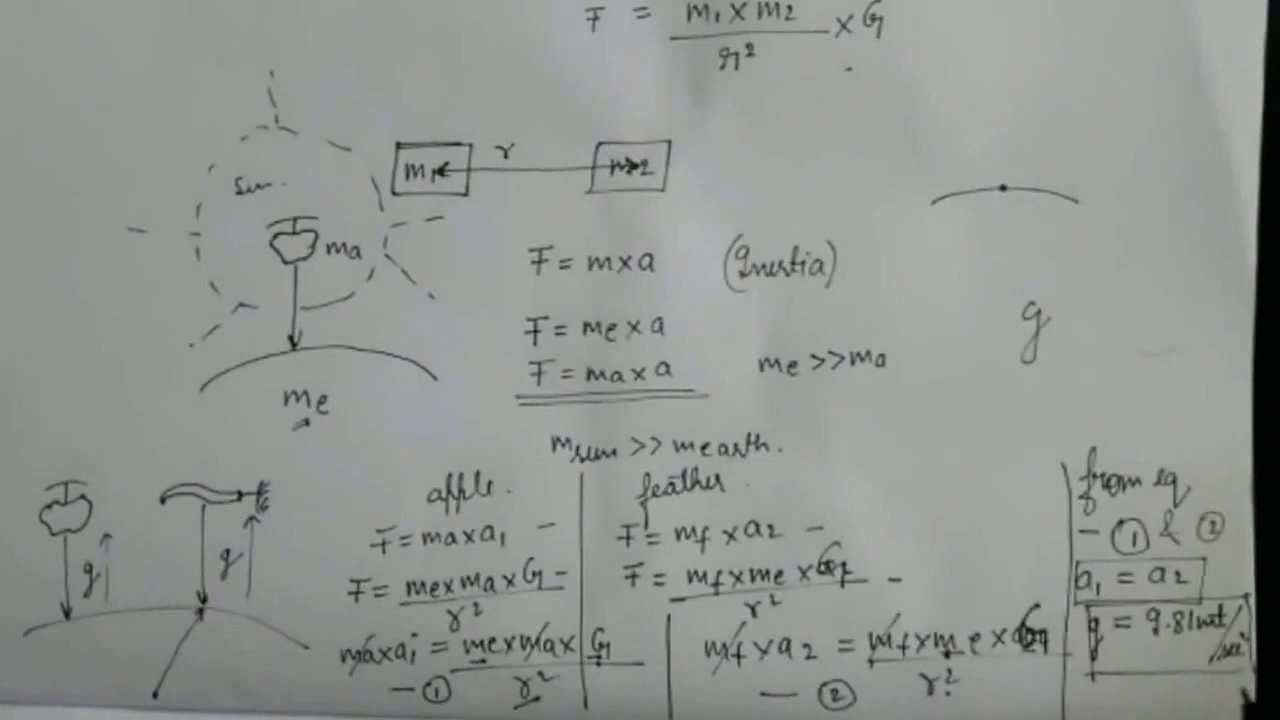 F = m1 x m2 / r² x G
m1 r m2
Sun.
ma
F = m x a (Inertia)
g
F = me x a
F = ma x a me >> ma
me
msun >> mearth.
apple. feather.
F = ma x a1 –
F = me x ma x G / r² –
ma x a1 = me x ma x G / r²
– ①
F = mf x a2 –
F = mf x me x G / r² –
mf x a2 = mf x me x G / r²
– ②
g g
from eq
– ① & ②
a1 = a2
g = 9.81 mt/sec²